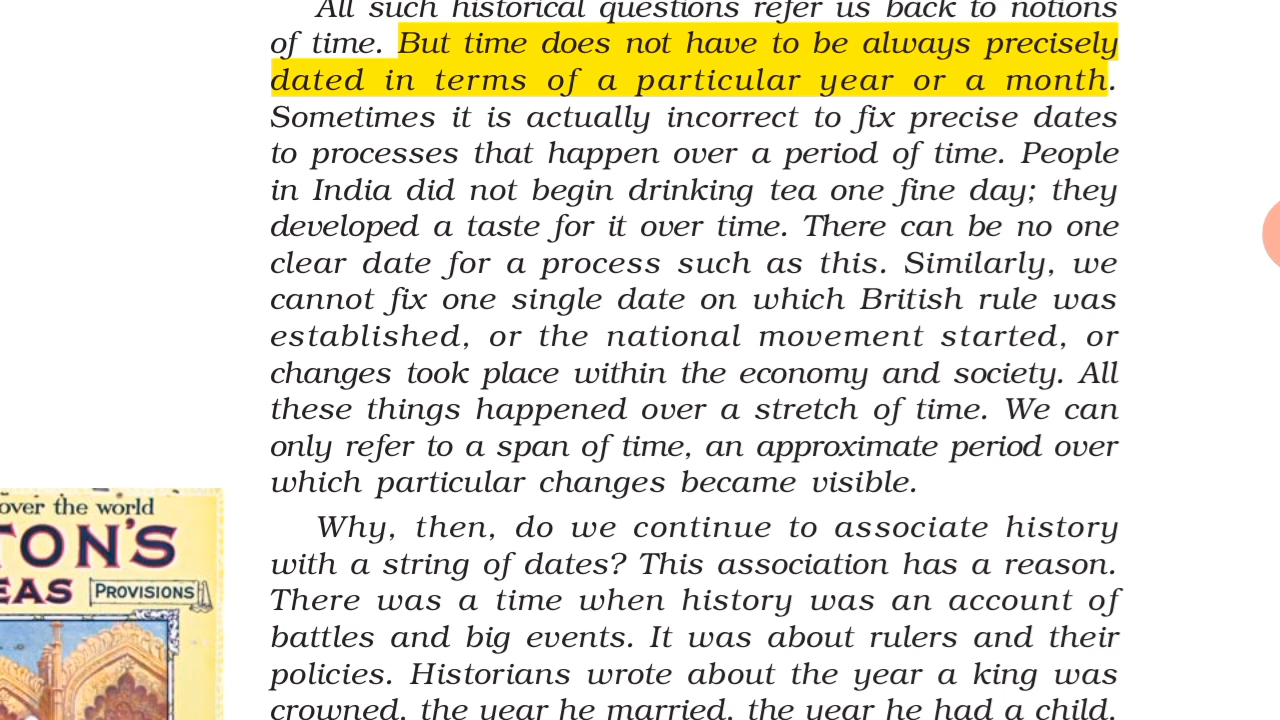 All such historical questions refer us back to notions
of time. But time does not have to be always precisely
dated in terms of a particular year or a month.
Sometimes it is actually incorrect to fix precise dates
to processes that happen over a period of time. People
in India did not begin drinking tea one fine day; they
developed a taste for it over time. There can be no one
clear date for a process such as this. Similarly, we
cannot fix one single date on which British rule was
established, or the national movement started, or
changes took place within the economy and society. All
these things happened over a stretch of time. We can
only refer to a span of time, an approximate period over
which particular changes became visible.
over the world
TON'S
EAS PROVISIONS
Why, then, do we continue to associate history
with a string of dates? This association has a reason.
There was a time when history was an account of
battles and big events. It was about rulers and their
policies. Historians wrote about the year a king was
crowned, the year he married, the year he had a child,